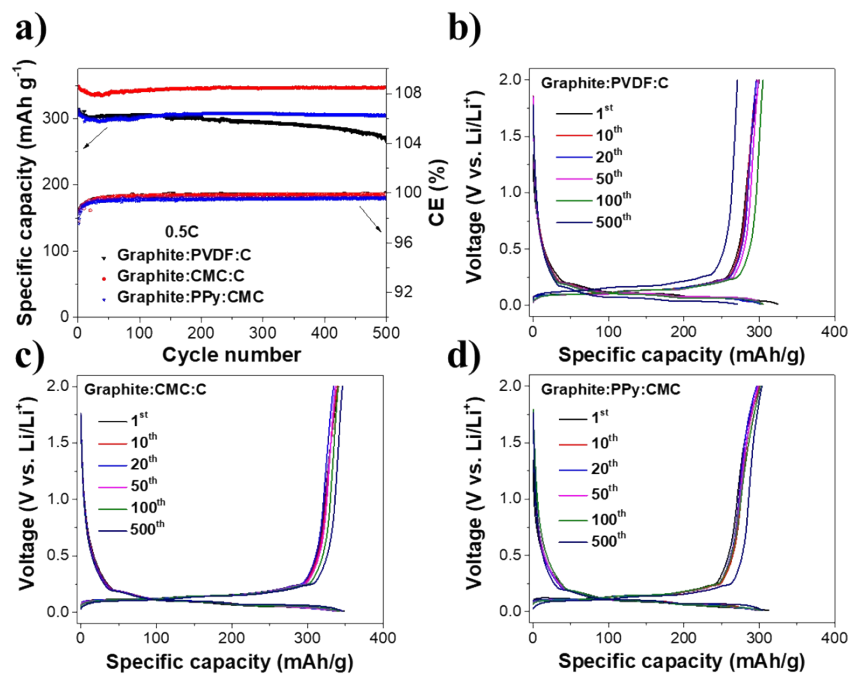 a)
Specific capacity (mAh g⁻¹)
300
200
100
0
0
100
200
300
400
500
Cycle number
108
104
100
96
92
CE (%)
0.5C
Graphite:PVDF:C
Graphite:CMC:C
Graphite:PPy:CMC
b)
Voltage (V vs. Li/Li⁺)
2.0
1.5
1.0
0.5
0.0
0
100
200
300
400
Specific capacity (mAh/g)
Graphite:PVDF:C
1ˢᵗ
10ᵗʰ
20ᵗʰ
50ᵗʰ
100ᵗʰ
500ᵗʰ
c)
Voltage (V vs. Li/Li⁺)
2.0
1.5
1.0
0.5
0.0
0
100
200
300
400
Specific capacity (mAh/g)
Graphite:CMC:C
1ˢᵗ
10ᵗʰ
20ᵗʰ
50ᵗʰ
100ᵗʰ
500ᵗʰ
d)
Voltage (V vs. Li/Li⁺)
2.0
1.5
1.0
0.5
0.0
0
100
200
300
400
Specific capacity (mAh/g)
Graphite:PPy:CMC
1ˢᵗ
10ᵗʰ
20ᵗʰ
50ᵗʰ
100ᵗʰ
500ᵗʰ